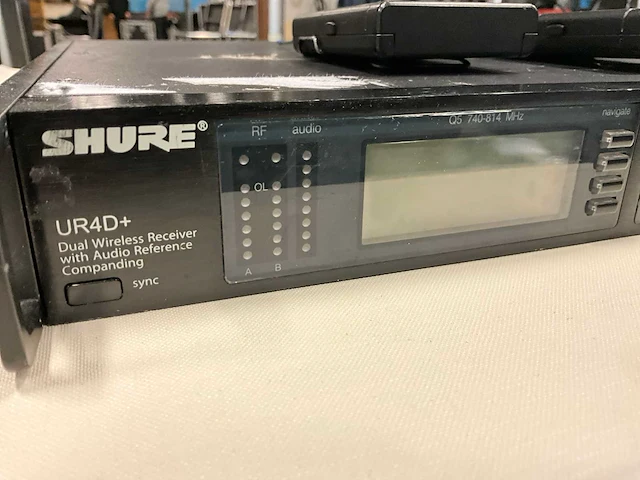 SHURE®
RF
audio
Q5 740-814 MHz
navigate
OL
UR4D+
Dual Wireless Receiver
with Audio Reference
Companding
A B
sync